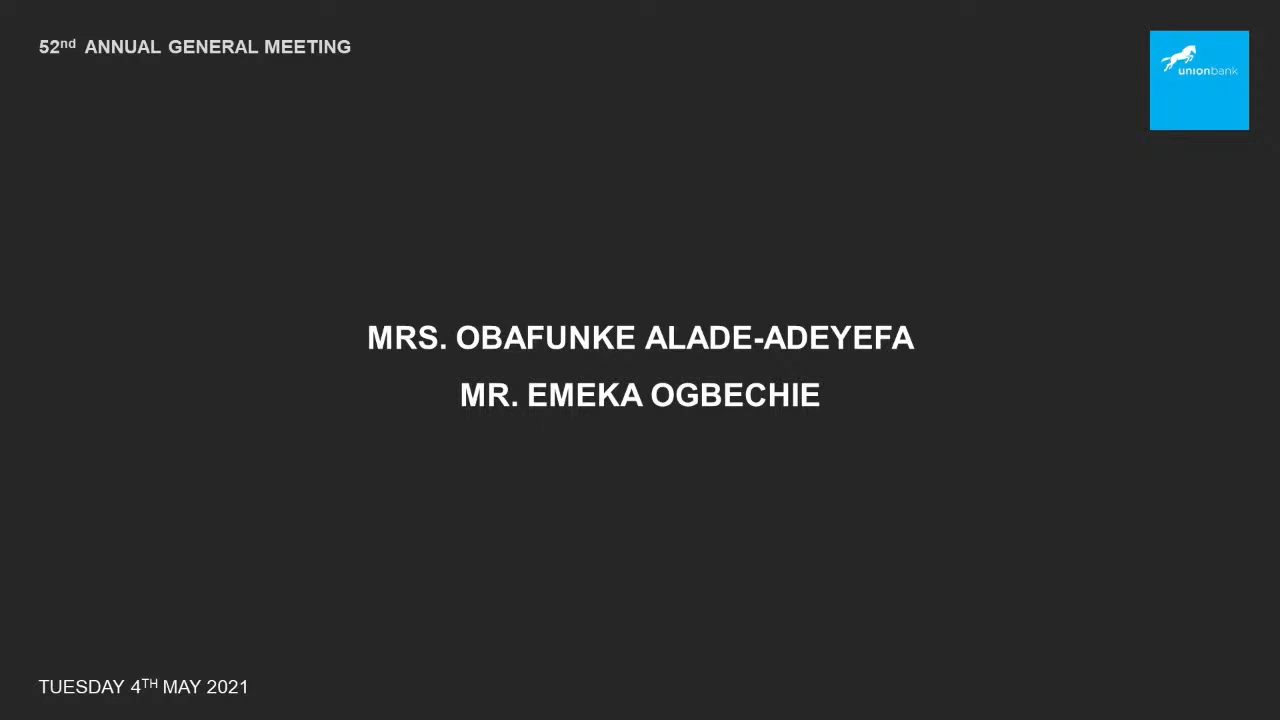 52nd ANNUAL GENERAL MEETING
unionbank
MRS. OBAFUNKE ALADE-ADEYEFA
MR. EMEKA OGBECHIE
TUESDAY 4TH MAY 2021